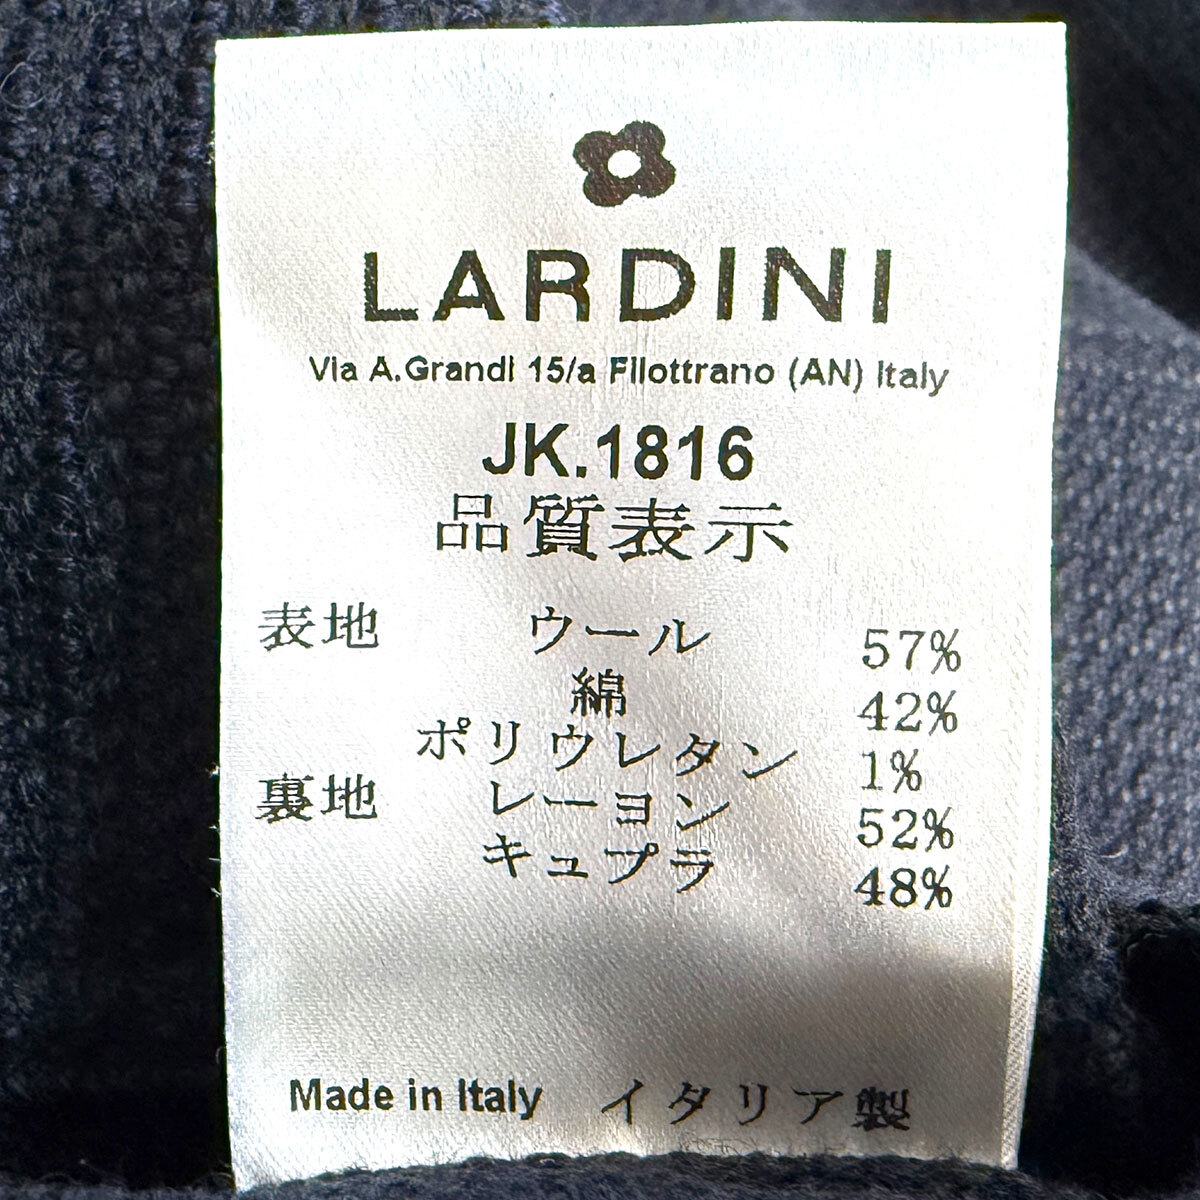 LARDINI
Via A.Grandi 15/a Filottrano (AN) Italy
JK.1816
品質表示
表地 ウール 57%
綿 42%
ポリウレタン 1%
裏地 レーヨン 52%
キュプラ 48%
Made in Italy イタリア製